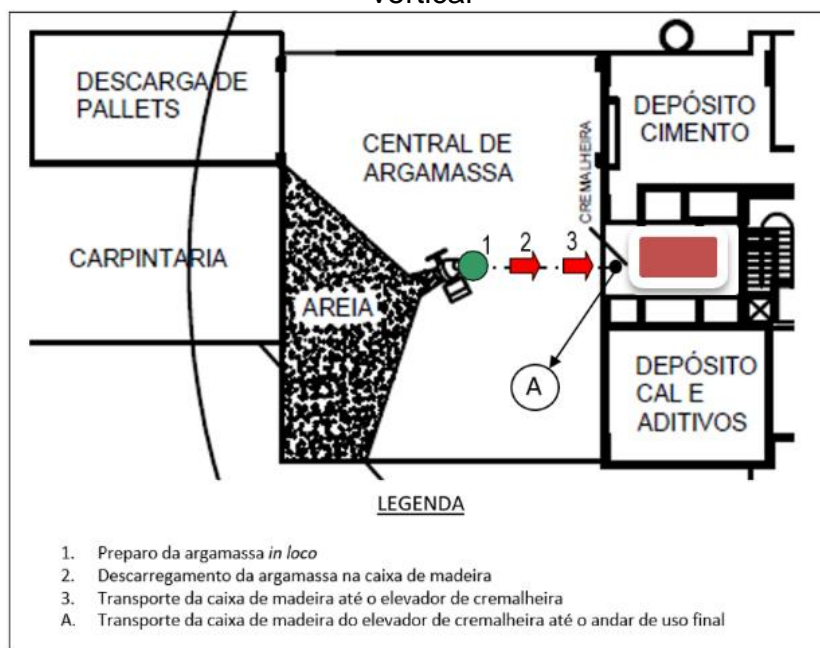 vertical
DESCARGA DE
PALLETS
CENTRAL DE
ARGAMASSA
CREMALHEIRA
DEPÓSITO
CIMENTO
CARPINTARIA
1
2
3
AREIA
A
DEPÓSITO
CAL E
ADITIVOS
LEGENDA
1. Preparo da argamassa in loco
2. Descarregamento da argamassa na caixa de madeira
3. Transporte da caixa de madeira até o elevador de cremalheira
A. Transporte da caixa de madeira do elevador de cremalheira até o andar de uso final